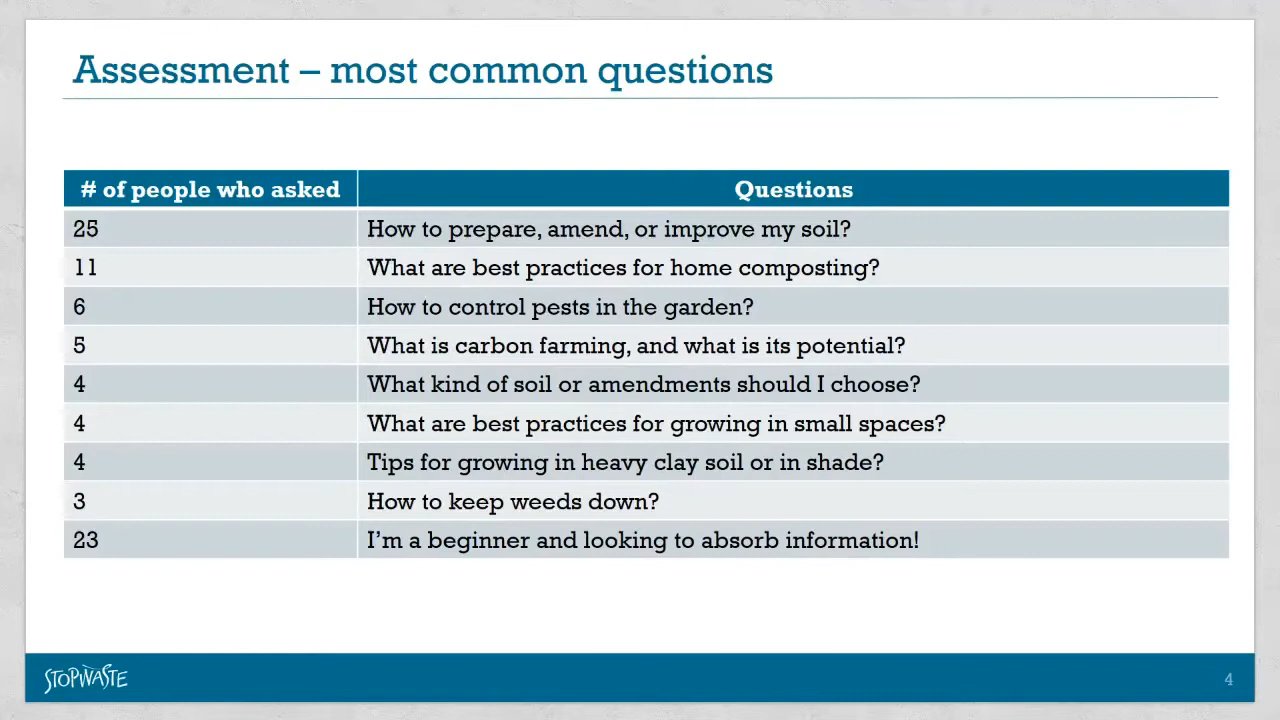 Assessment – most common questions
# of people who asked Questions
25 How to prepare, amend, or improve my soil?
11 What are best practices for home composting?
6 How to control pests in the garden?
5 What is carbon farming, and what is its potential?
4 What kind of soil or amendments should I choose?
4 What are best practices for growing in small spaces?
4 Tips for growing in heavy clay soil or in shade?
3 How to keep weeds down?
23 I’m a beginner and looking to absorb information!
STOPWASTE 4